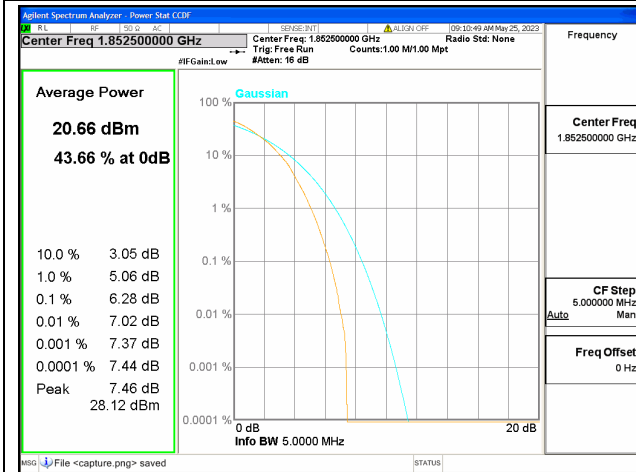 Agilent Spectrum Analyzer - Power Stat CCDF
RL RF 50 Ω AC SENSE:INT ALIGN OFF 09:10:49 AM May 25, 2023
Center Freq 1.852500000 GHz
Center Freq: 1.852500000 GHz Radio Std: None
Trig: Free Run Counts:1.00 M/1.00 Mpt
#IFGain:Low #Atten: 16 dB
Frequency
Average Power
20.66 dBm
43.66 % at 0dB
10.0 % 3.05 dB
1.0 % 5.06 dB
0.1 % 6.28 dB
0.01 % 7.02 dB
0.001 % 7.37 dB
0.0001 % 7.44 dB
Peak 7.46 dB
28.12 dBm
Gaussian
100 %
10 %
1 %
0.1 %
0.01 %
0.001 %
0.0001 %
0 dB 20 dB
Info BW 5.0000 MHz
Center Freq
1.852500000 GHz
CF Step
5.000000 MHz
Auto Man
Freq Offset
0 Hz
MSG File <capture.png> saved STATUS